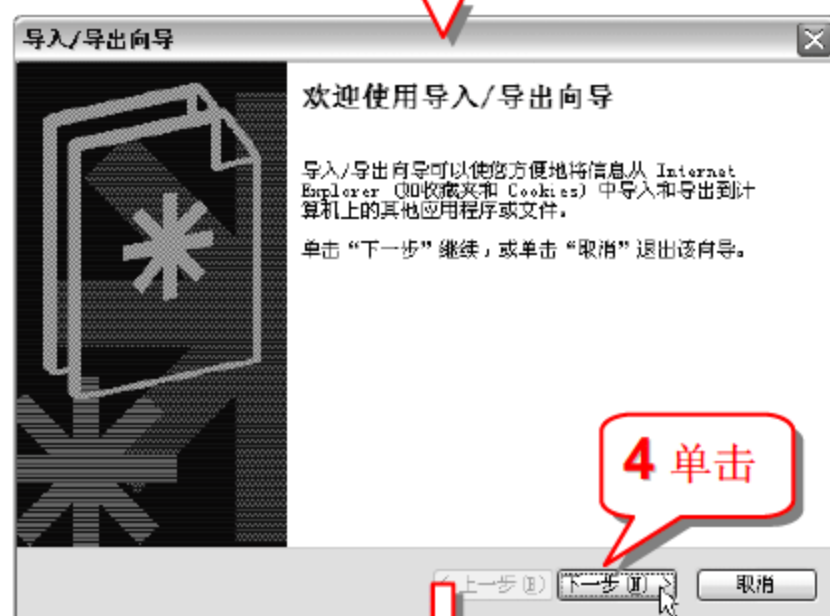 导入/导出向导
欢迎使用导入/导出向导
导入/导出向导可以使您方便地将信息从 Internet
Explorer (如收藏夹和 Cookies) 中导入和导出到计
算机上的其他应用程序或文件。
单击“下一步”继续，或单击“取消”退出该向导。
4 单击
< 上一步(B) 下一步(N) > 取消